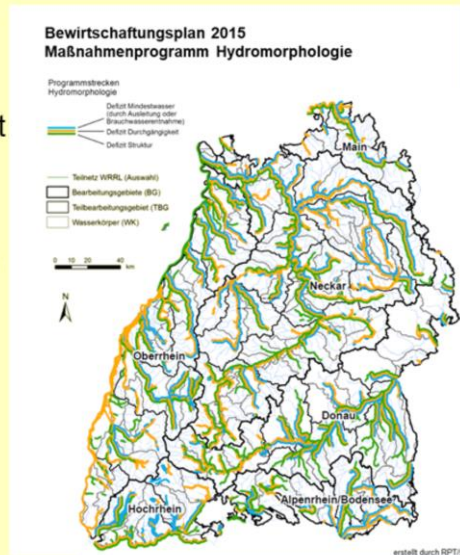 Bewirtschaftungsplan 2015
Maßnahmenprogramm Hydromorphologie
Programmstrecken
Hydromorphologie
Defizit Mindestwasser
(durch Ausleitung oder
Brauchwasserentnahme)
Defizit Durchgängigkeit
Defizit Struktur
t
Teilnetz WRRL (Auswahl)
Bearbeitungsgebiete (BG)
Teilbearbeitungsgebiet (TBG
Wasserkörper (WK)
0 10 20 40
km
N
Main
Neckar
Oberrhein
Donau
Alpenrhein/Bodensee
Hochrhein
erstellt durch RPT/